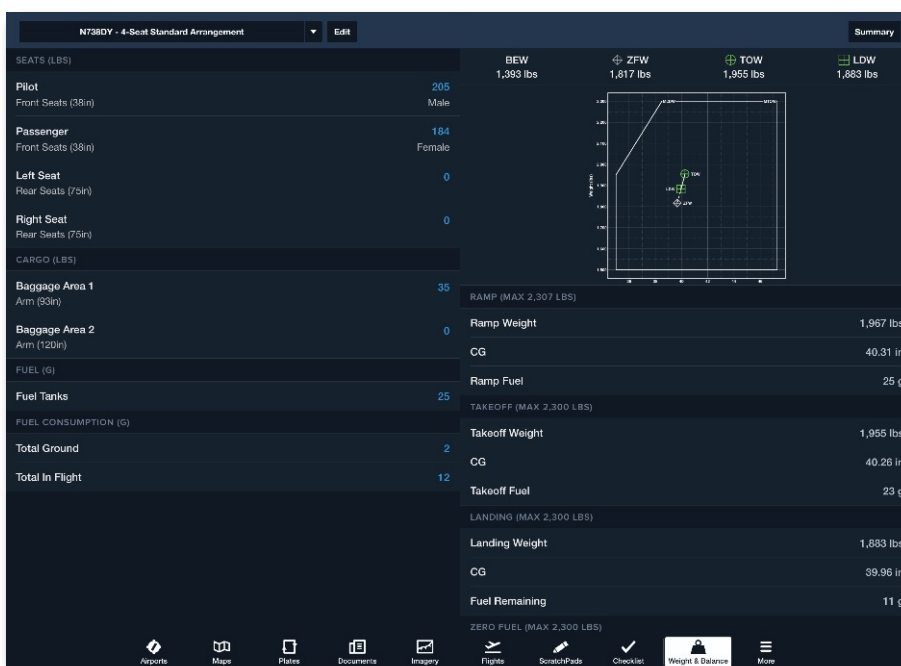 N738DY - 4-Seat Standard Arrangement
Edit
Summary
SEATS (LBS)
Pilot 205
Front Seats (38in) Male
Passenger 184
Front Seats (38in) Female
Left Seat 0
Rear Seats (75in)
Right Seat 0
Rear Seats (75in)
CARGO (LBS)
Baggage Area 1 35
Arm (93in)
Baggage Area 2 0
Arm (120in)
FUEL (G)
Fuel Tanks 25
FUEL CONSUMPTION (G)
Total Ground 2
Total In Flight 12
BEW ZFW TOW LDW
1,393 lbs 1,817 lbs 1,955 lbs 1,883 lbs
TOW
ZFW
RAMP (MAX 2,307 LBS)
Ramp Weight 1,967 lbs
CG 40.31 in
Ramp Fuel 25 g
TAKEOFF (MAX 2,300 LBS)
Takeoff Weight 1,955 lbs
CG 40.26 in
Takeoff Fuel 23 g
LANDING (MAX 2,300 LBS)
Landing Weight 1,883 lbs
CG 39.96 in
Fuel Remaining 11 g
ZERO FUEL (MAX 2,300 LBS)
Airports Maps Plates Documents Imagery Flights ScratchPads Checklist Weight & Balance More